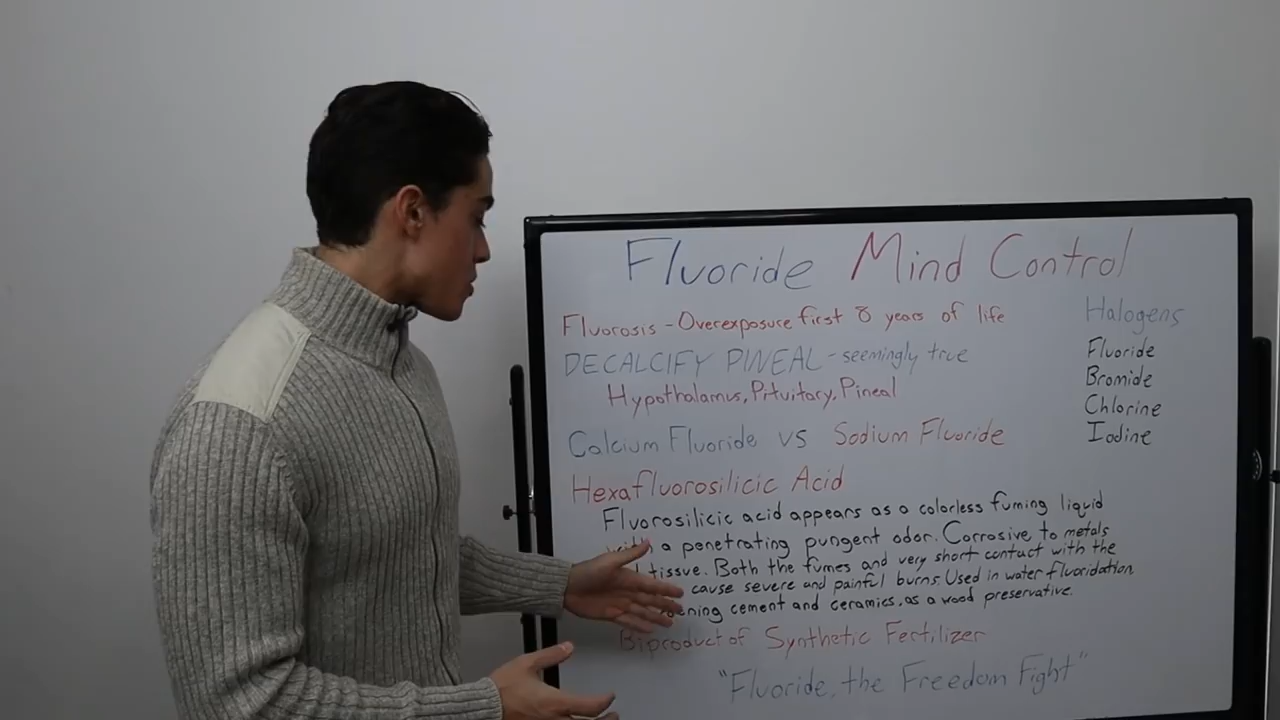 Fluoride Mind Control
Fluorosis - Overexposure first 8 years of life
DECALCIFY PINEAL - seemingly true
Hypothalamus, Pituitary, Pineal
Calcium Fluoride vs Sodium Fluoride
Hexafluorosilicic Acid
Fluorosilicic acid appears as a colorless fuming liquid
with a penetrating pungent odor. Corrosive to metals
tissue. Both the fumes and very short contact with the
cause severe and painful burns. Used in water fluoridation
cement and ceramics, as a wood preservative.
Biproduct of Synthetic Fertilizer
"Fluoride, the Freedom Fight"
Halogens
Fluoride
Bromide
Chlorine
Iodine